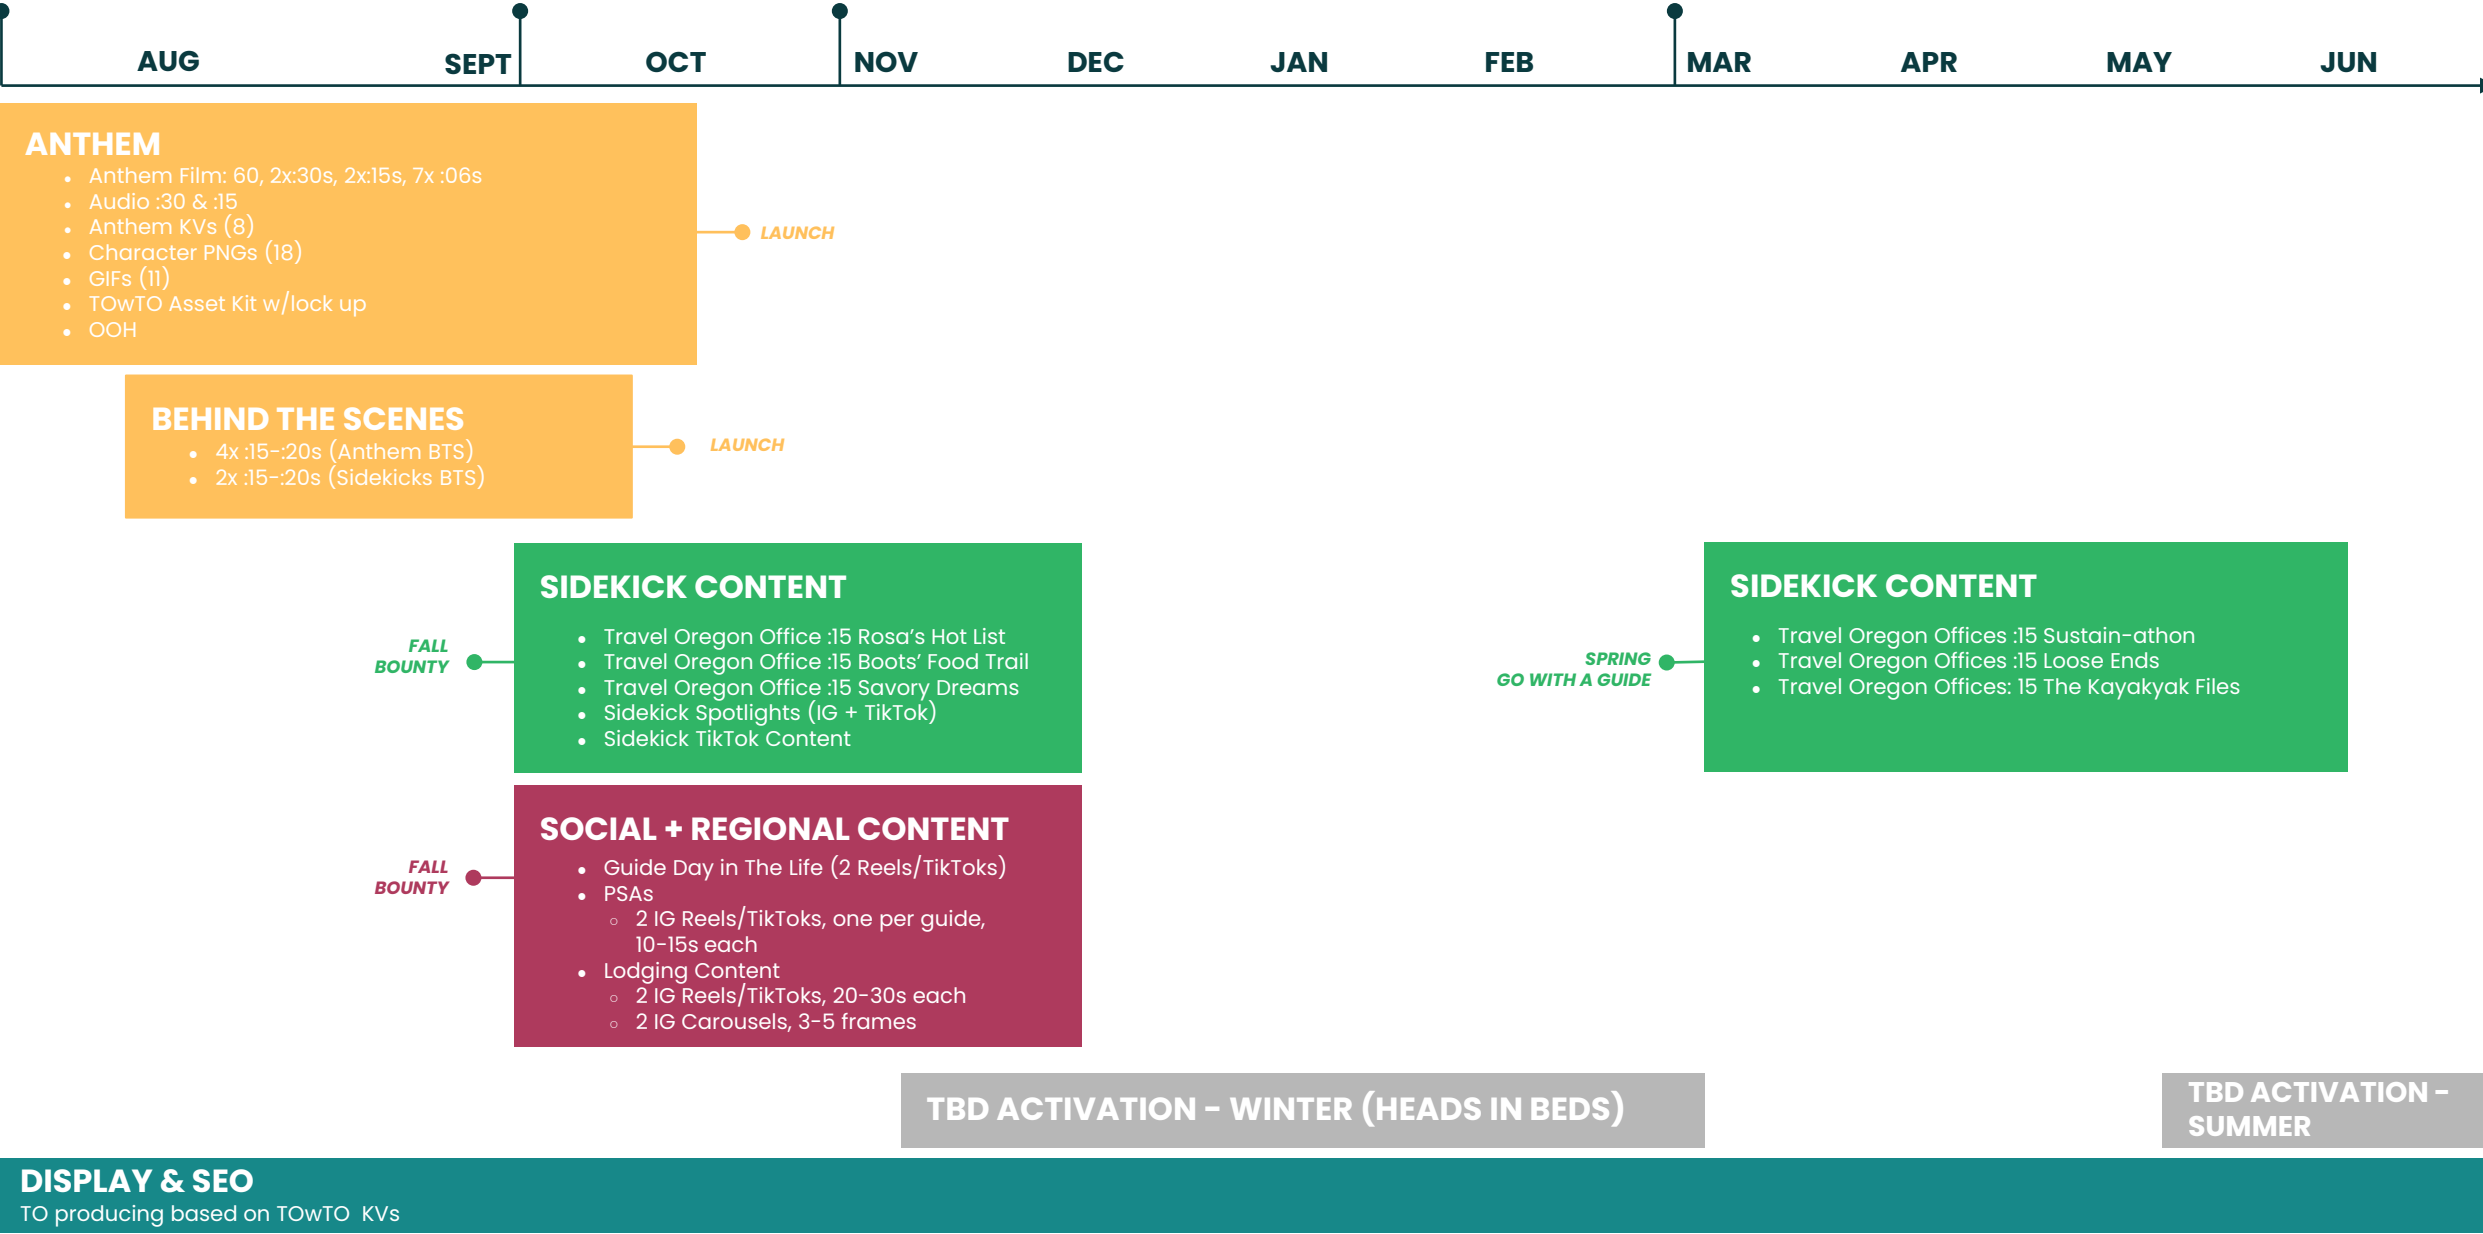 AUG SEPT OCT NOV DEC JAN FEB MAR APR MAY JUN
ANTHEM
• Anthem Film: 60, 2x:30s, 2x:15s, 7x :06s
• Audio :30 & :15
• Anthem KVs (8)
• Character PNGs (18)
• GIFs (11)
• TOwTO Asset Kit w/lock up
• OOH
LAUNCH
BEHIND THE SCENES
• 4x :15-:20s (Anthem BTS)
• 2x :15-:20s (Sidekicks BTS)
LAUNCH
FALL
BOUNTY
SIDEKICK CONTENT
• Travel Oregon Office :15 Rosa’s Hot List
• Travel Oregon Office :15 Boots’ Food Trail
• Travel Oregon Office :15 Savory Dreams
• Sidekick Spotlights (IG + TikTok)
• Sidekick TikTok Content
SPRING
GO WITH A GUIDE
SIDEKICK CONTENT
• Travel Oregon Offices :15 Sustain-athon
• Travel Oregon Offices :15 Loose Ends
• Travel Oregon Offices: 15 The Kayakyak Files
FALL
BOUNTY
SOCIAL + REGIONAL CONTENT
• Guide Day in The Life (2 Reels/TikToks)
• PSAs
○ 2 IG Reels/TikToks, one per guide,
10-15s each
• Lodging Content
○ 2 IG Reels/TikToks, 20-30s each
○ 2 IG Carousels, 3-5 frames
TBD ACTIVATION - WINTER (HEADS IN BEDS)
TBD ACTIVATION -
SUMMER
DISPLAY & SEO
TO producing based on TOwTO  KVs